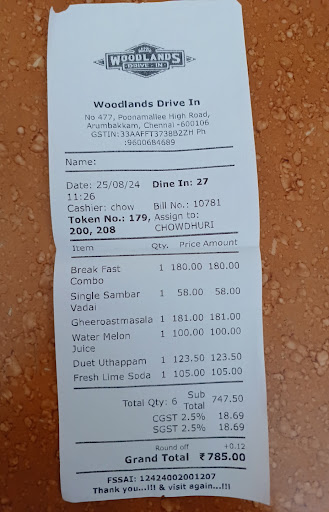 WOODLANDS
DRIVE - IN
Woodlands Drive In
No 477, Poonamallee High Road,
Arumbakkam, Chennai -600106
GSTIN:33AAFFT3738B2ZH Ph
:9600684689
Name:
Date: 25/08/24 Dine In: 27
11:26
Cashier: chow Bill No.: 10781
Token No.: 179, Assign to:
200, 208 CHOWDHURI
Item Qty. Price Amount
Break Fast 1 180.00 180.00
Combo
Single Sambar 1 58.00 58.00
Vadai
Gheeroastmasala 1 181.00 181.00
Water Melon 1 100.00 100.00
Juice
Duet Uthappam 1 123.50 123.50
Fresh Lime Soda 1 105.00 105.00
Total Qty: 6 Sub 747.50
Total
CGST 2.5% 18.69
SGST 2.5% 18.69
Round off +0.12
Grand Total ₹785.00
FSSAI: 12424002001207
Thank you...!!! & visit again...!!!